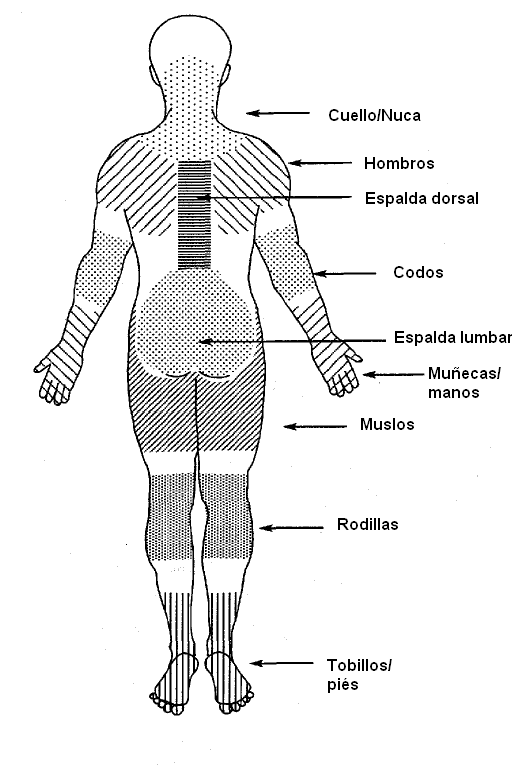 Cuello/Nuca
Hombros
Espalda dorsal
Codos
Espalda lumbar
Muñecas/
manos
Muslos
Rodillas
Tobillos/
piés